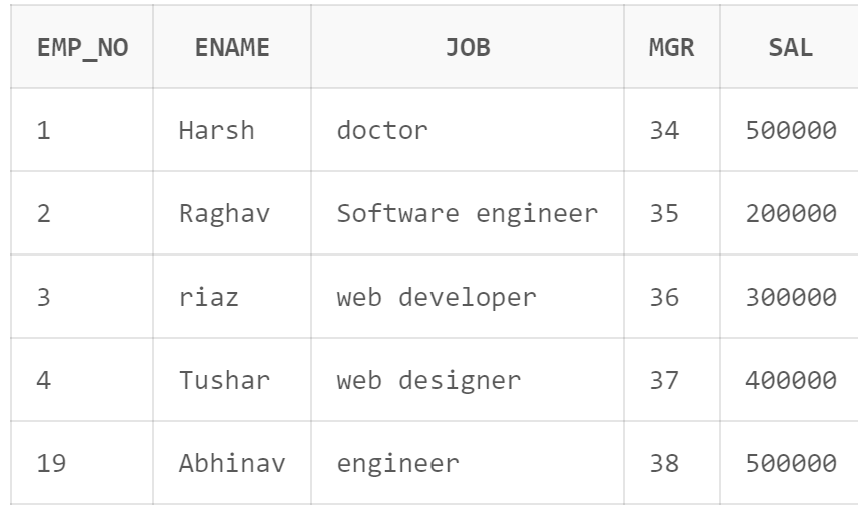 EMP_NO ENAME JOB MGR SAL
1 Harsh doctor 34 500000
2 Raghav Software engineer 35 200000
3 riaz web developer 36 300000
4 Tushar web designer 37 400000
19 Abhinav engineer 38 500000